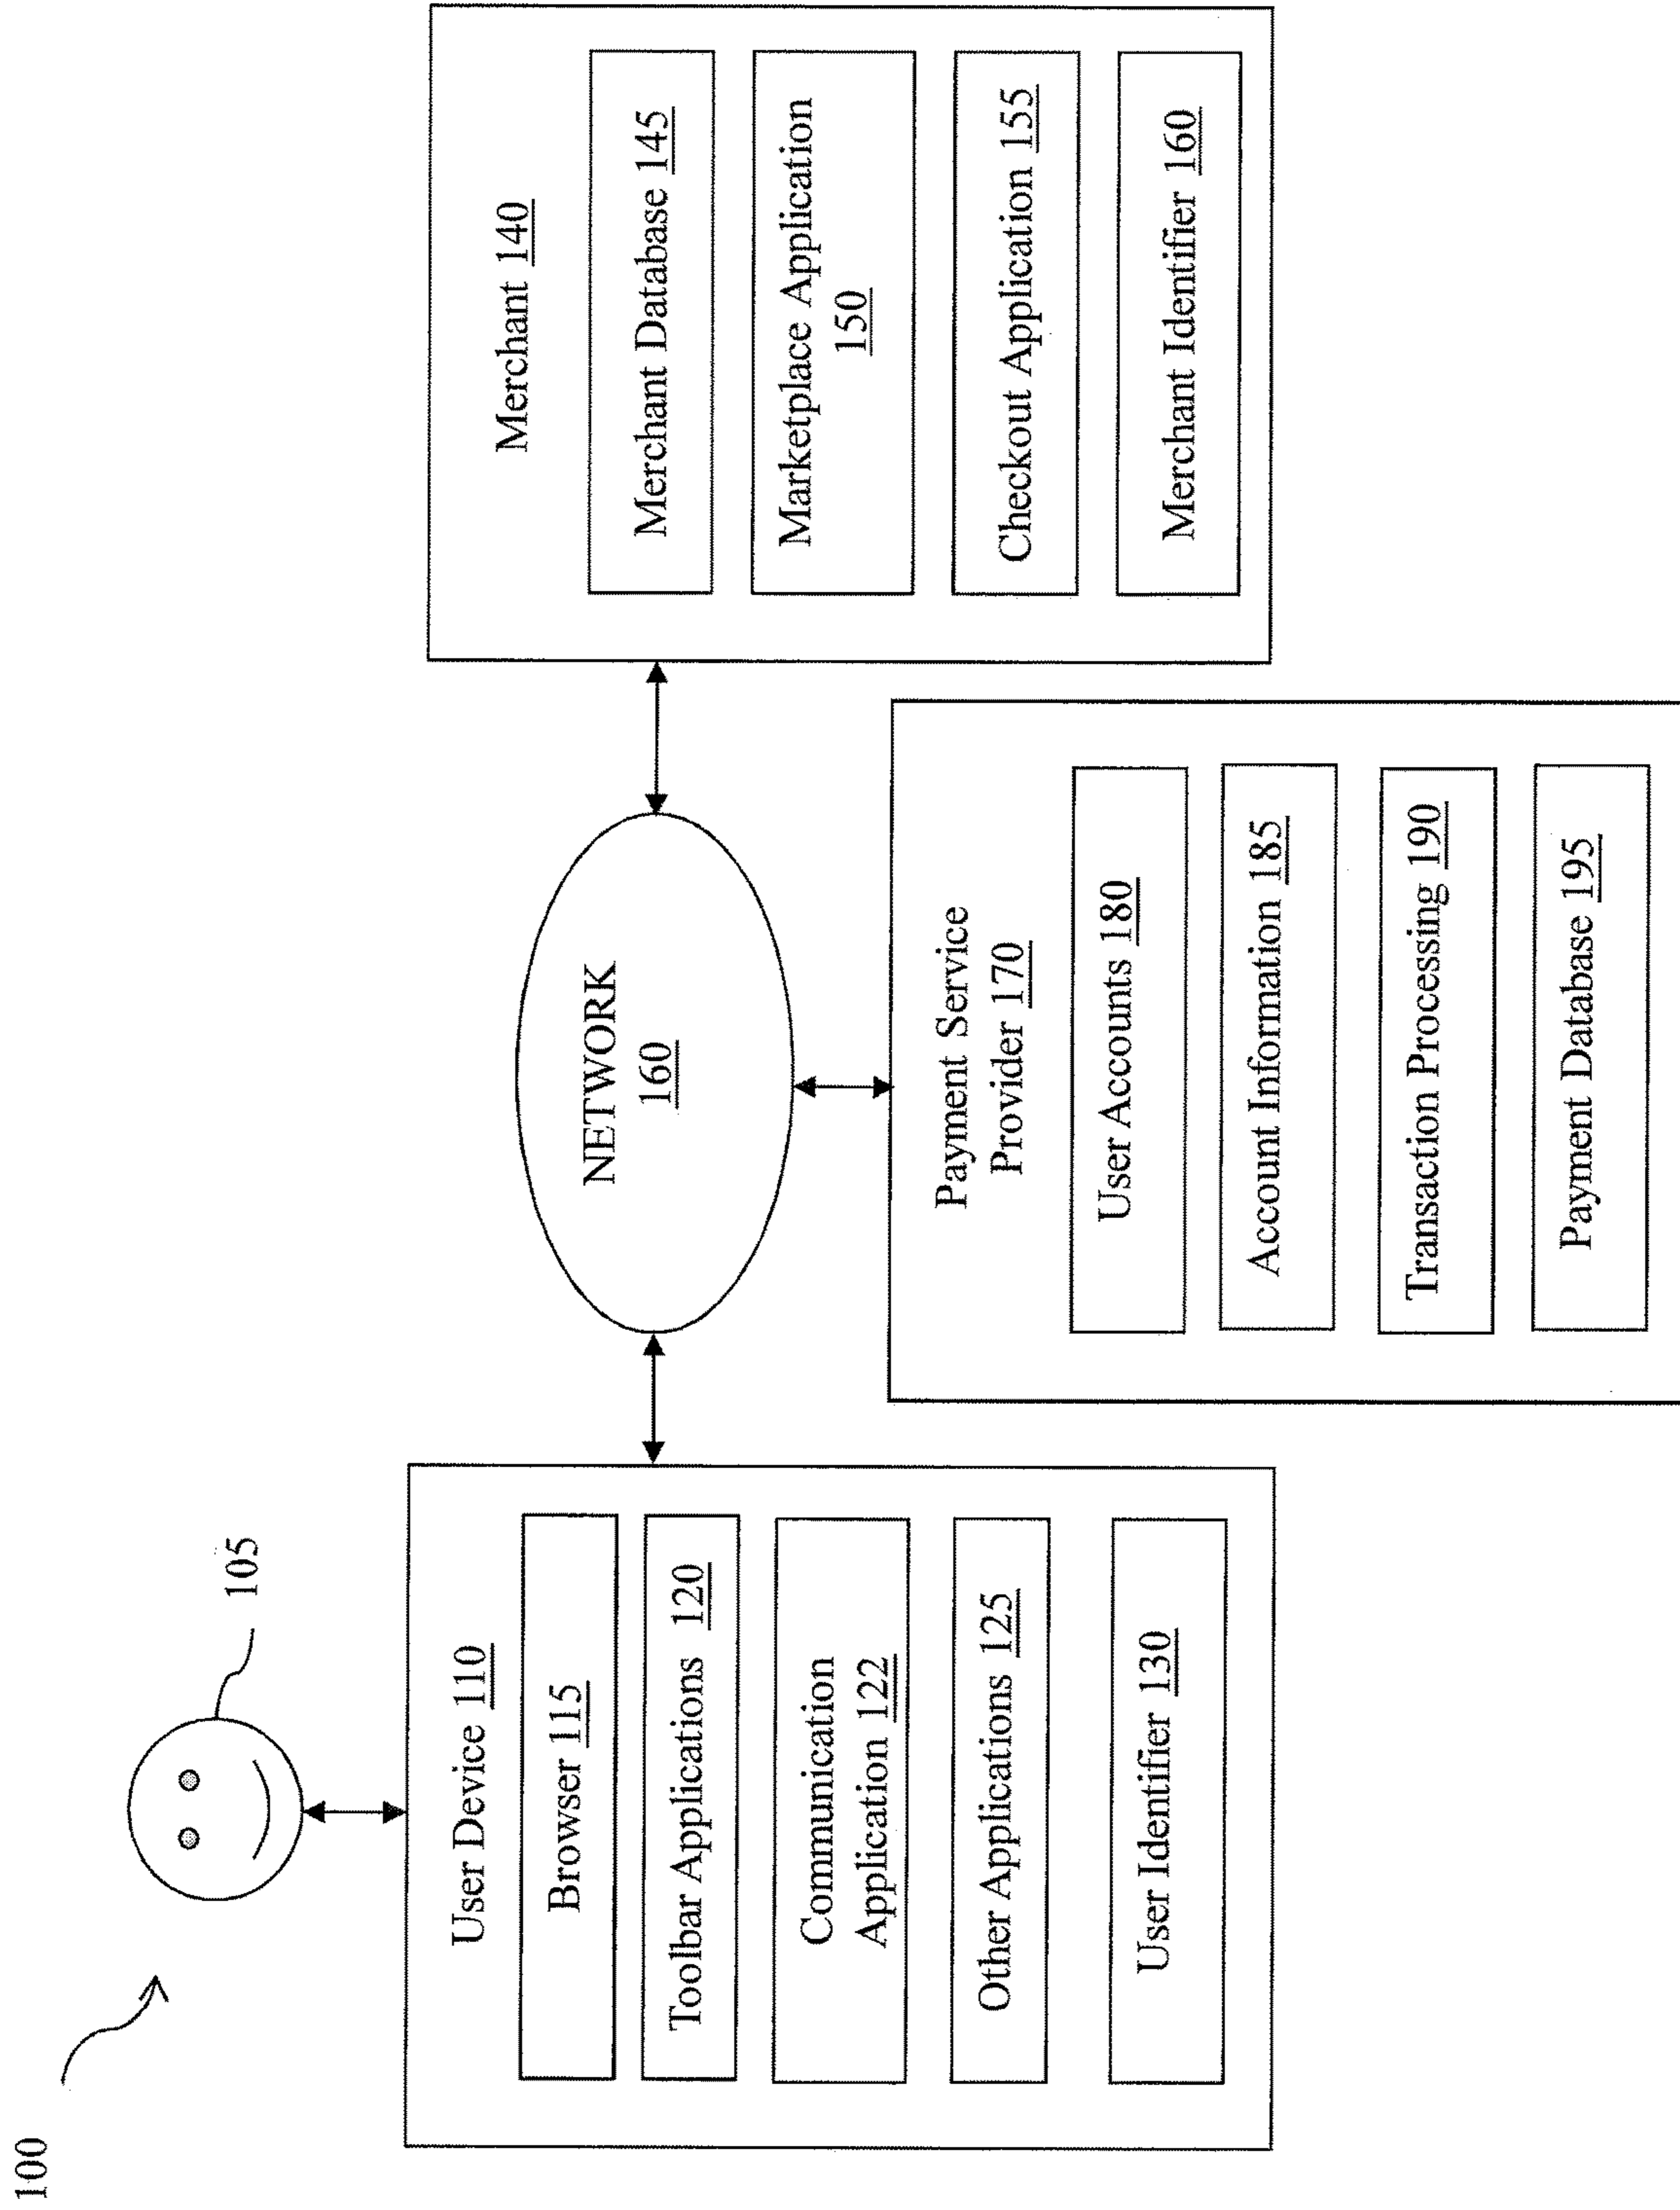 100
105
User Device 110
Browser 115
Toolbar Applications 120
Communication
Application 122
Other Applications 125
User Identifier 130
NETWORK
160
Payment Service
Provider 170
User Accounts 180
Account Information 185
Transaction Processing 190
Payment Database 195
Merchant 140
Merchant Database 145
Marketplace Application
150
Checkout Application 155
Merchant Identifier 160